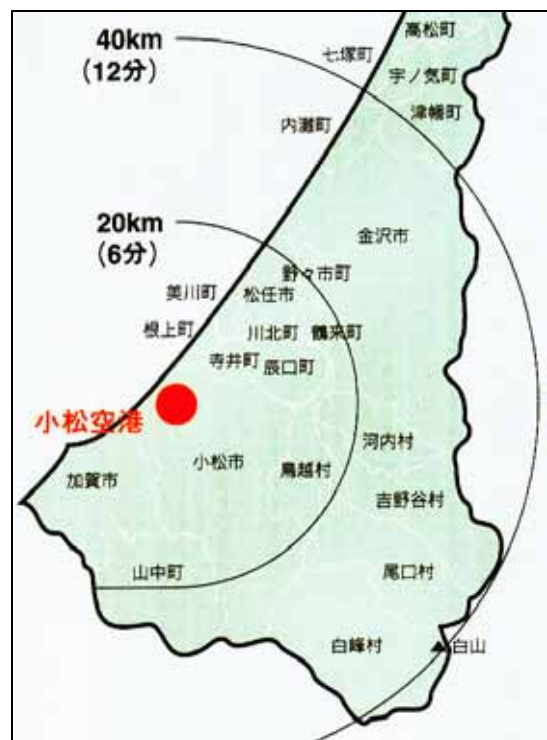 高松町
40km
(12分)
七塚町
宇ノ気町
津幡町
内灘町
20km
(6分)
金沢市
野々市町
美川町
松任市
根上町
川北町
鶴来町
寺井町
辰口町
小松空港
河内村
小松市
鳥越村
加賀市
吉野谷村
山中町
尾口村
白峰村
▲白山